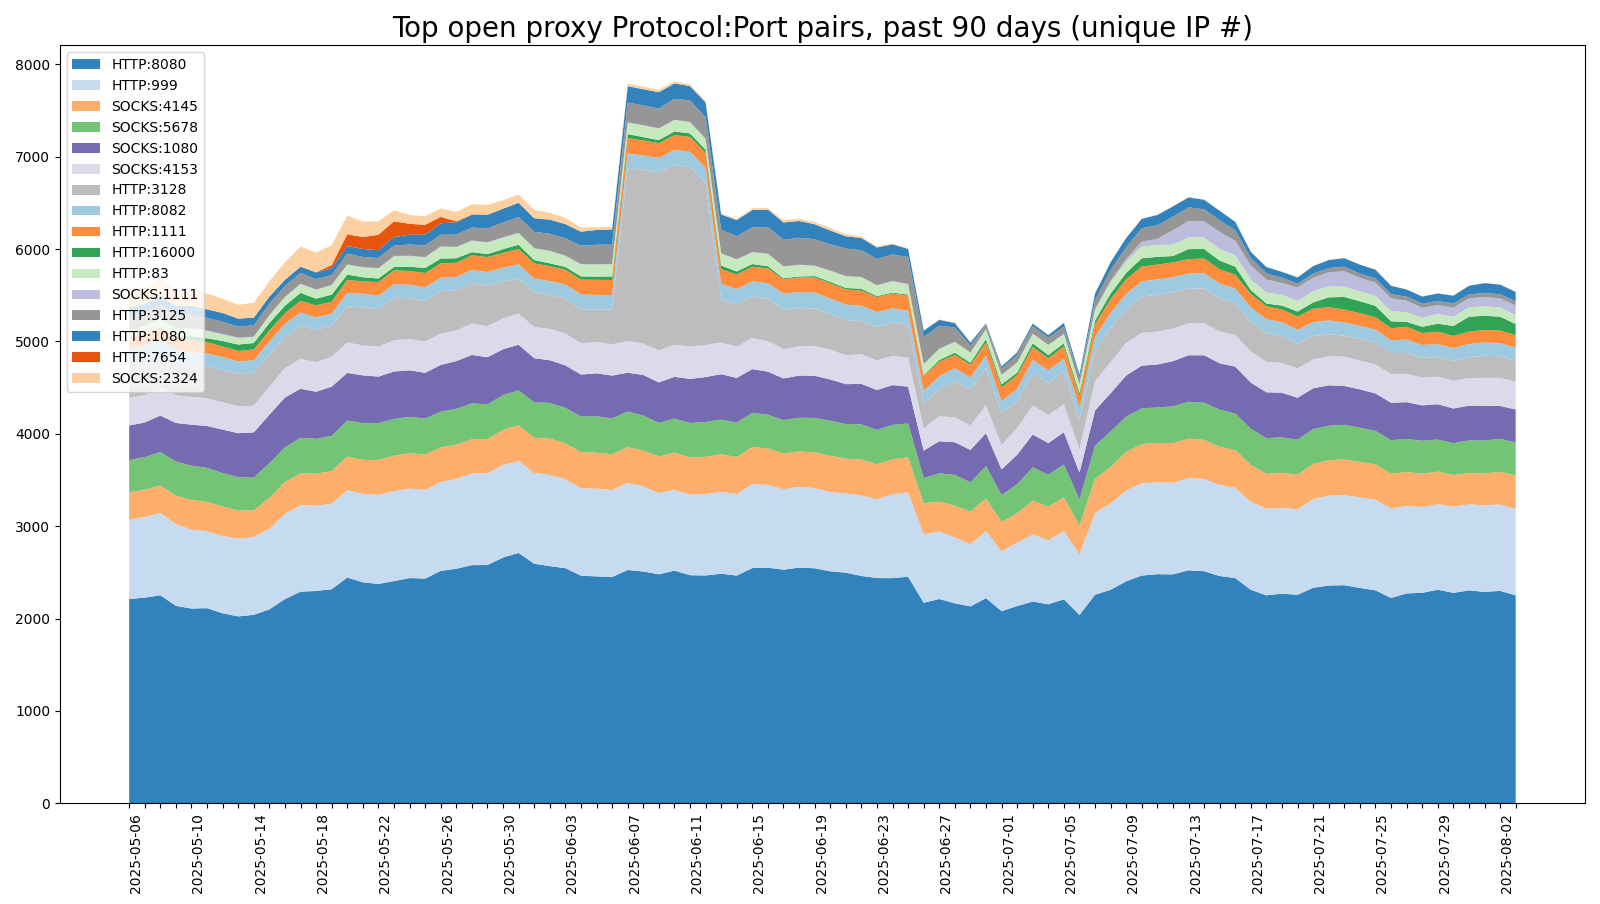 Top open proxy Protocol:Port pairs, past 90 days (unique IP #)
HTTP:8080
HTTP:999
SOCKS:4145
SOCKS:5678
SOCKS:1080
SOCKS:4153
HTTP:3128
HTTP:8082
HTTP:1111
HTTP:16000
HTTP:83
SOCKS:1111
HTTP:3125
HTTP:1080
HTTP:7654
SOCKS:2324
8000
7000
6000
5000
4000
3000
2000
1000
0
2025-05-06
2025-05-10
2025-05-14
2025-05-18
2025-05-22
2025-05-26
2025-05-30
2025-06-03
2025-06-07
2025-06-11
2025-06-15
2025-06-19
2025-06-23
2025-06-27
2025-07-01
2025-07-05
2025-07-09
2025-07-13
2025-07-17
2025-07-21
2025-07-25
2025-07-29
2025-08-02